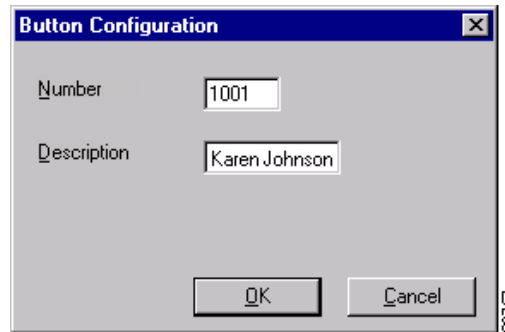 Button Configuration
Number 1001
Description Karen Johnson
OK Cancel